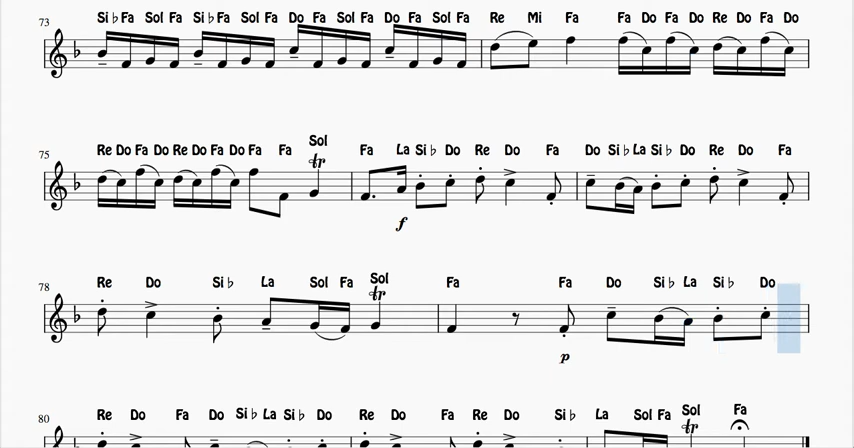 Si♭ Fa Sol Fa Si♭ Fa Sol Fa Do Fa Sol Fa Do Fa Sol Fa Re Mi Fa Fa Do Fa Do Re Do Fa Do
73
Re Do Fa Do Re Do Fa Do Fa Fa Sol Fa La Si♭ Do Re Do Fa Do Si♭ La Si♭ Do Re Do Fa
75 tr
f
Re Do Si♭ La Sol Fa Sol Fa Fa Do Si♭ La Si♭ Do
78 tr
p
Re Do Fa Do Si♭ La Si♭ Do Re Do Fa Fa Re Do Si♭ La Sol Fa Sol Fa
80 tr